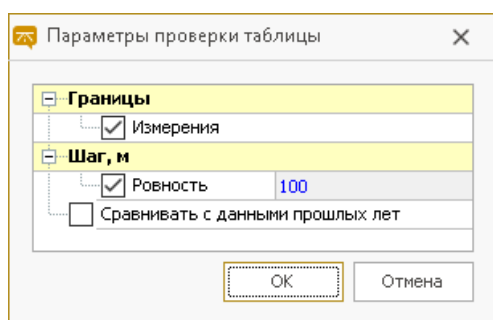 Параметры проверки таблицы
Границы
Измерения
Шаг, м
Ровность 100
Сравнивать с данными прошлых лет
OK Отмена